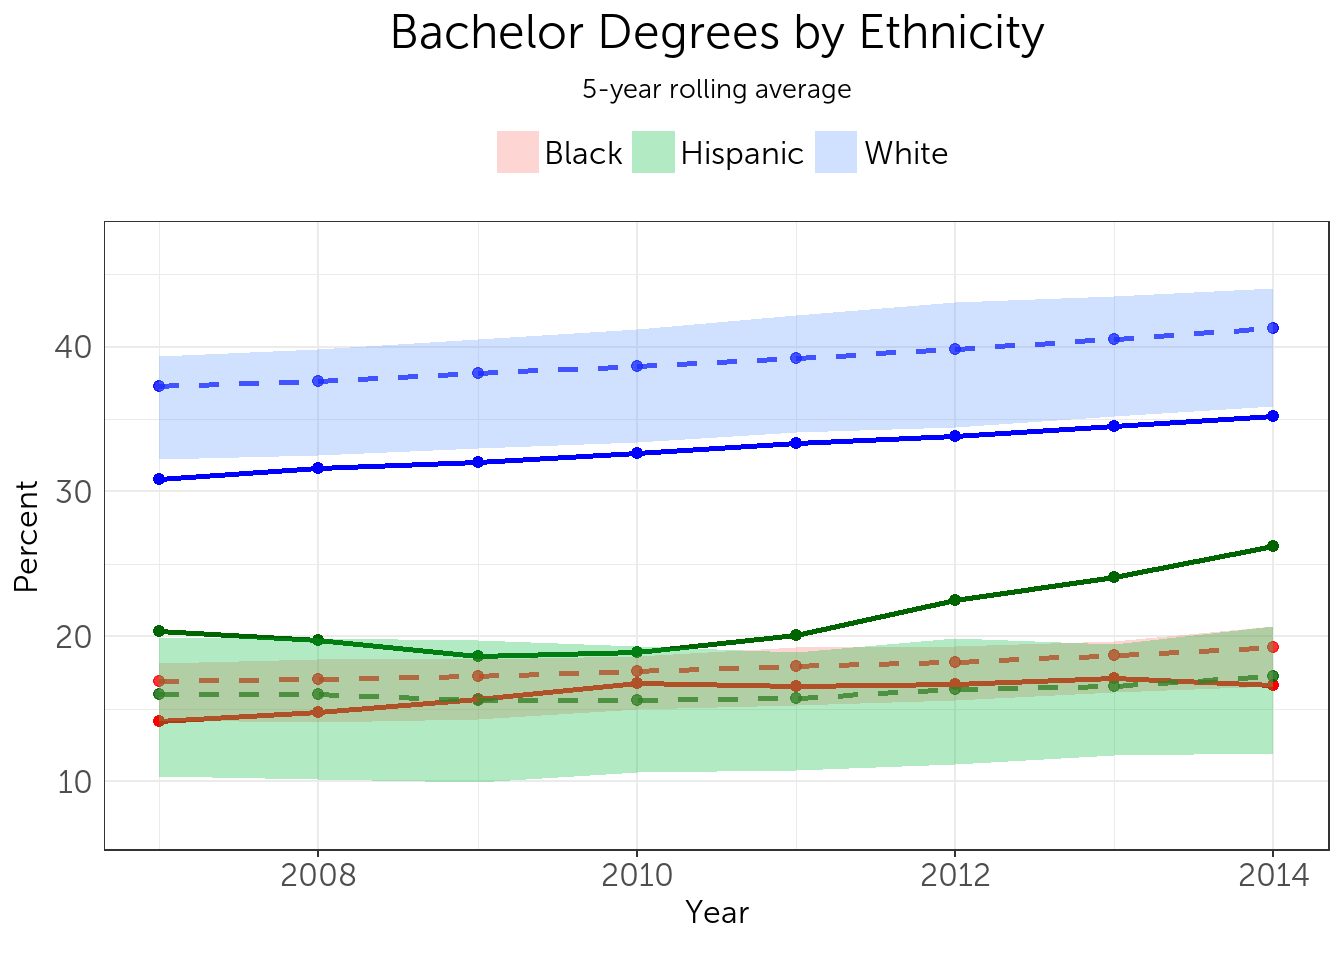 Bachelor Degrees by Ethnicity
5-year rolling average
Black Hispanic White
Percent
40
30
20
10
2008 2010 2012 2014
Year